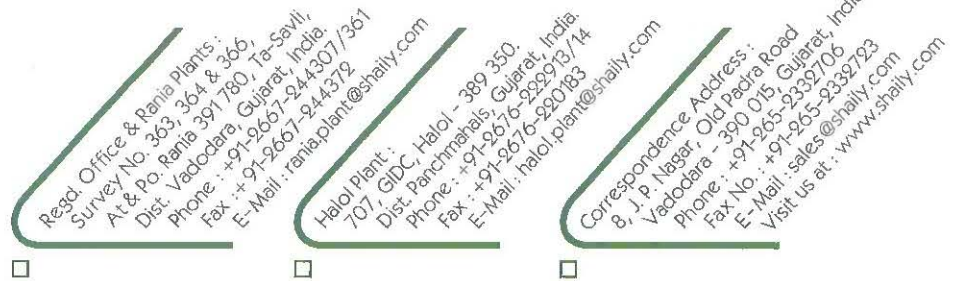 Regd. Office & Rania Plants :
Survey No. 363, 364 & 366,
At & Po. Rania 391 780, Ta-Savli,
Dist. Vadodara, Gujarat, India.
Phone : +91-2667-244307/361
Fax : +91-2667-244372
E-Mail : rania.plant@shaily.com
Halol Plant :
707, GIDC, Halol - 389 350.
Dist. Panchmahals, Gujarat, India.
Phone : +91-2676-222913/14
Fax : +91-2676-220183
E-Mail : halol.plant@shaily.com
Correspondence Address :
8, J. P. Nagar, Old Padra Road
Vadodara - 390 015, Gujarat, India
Phone : +91-265-2332706
Fax No. : +91-265-2332723
E- Mail : sales@shaily.com
Visit us at : www.shaily.com